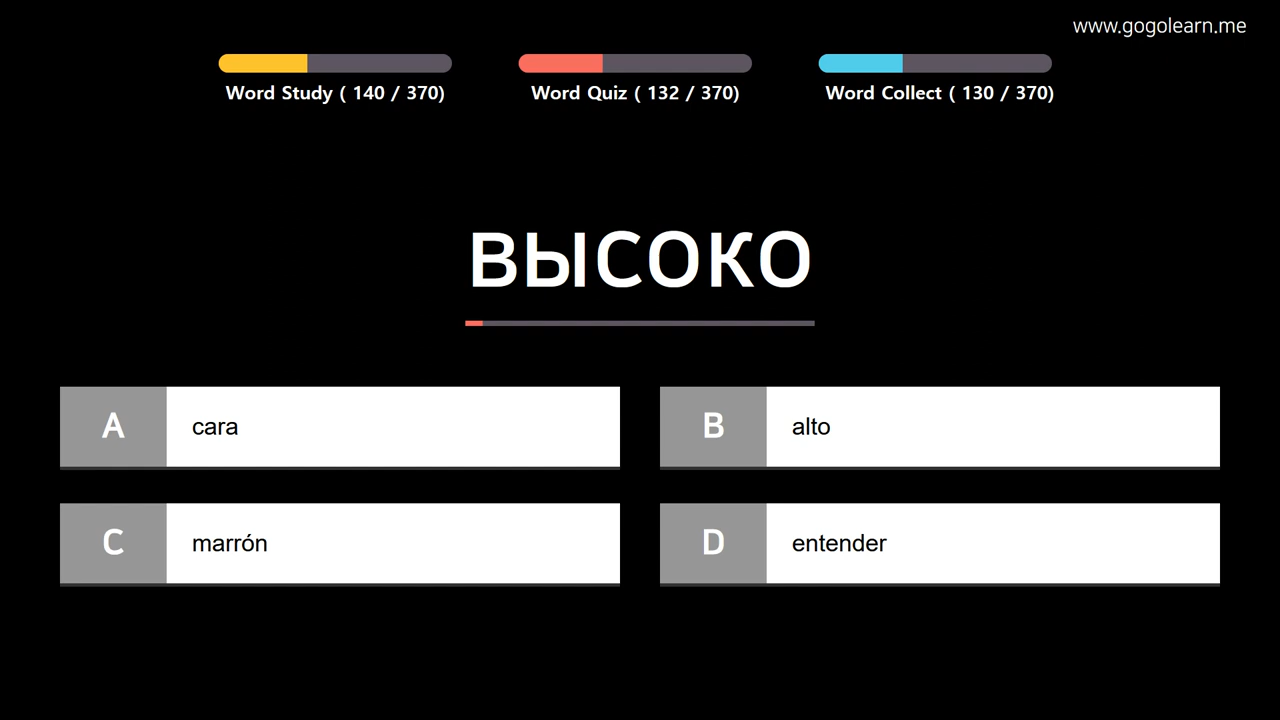 www.gogolearn.me
Word Study ( 140 / 370)
Word Quiz ( 132 / 370)
Word Collect ( 130 / 370)
ВЫСОКО
A cara
B alto
C marrón
D entender